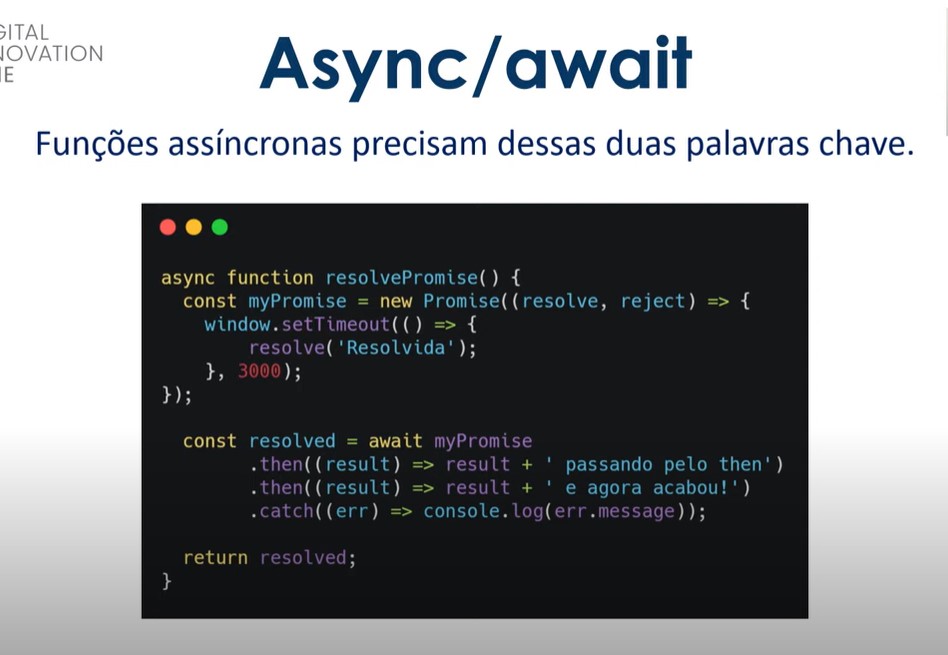 GITAL
NOVATION
NE
Async/await
Funções assíncronas precisam dessas duas palavras chave.
async function resolvePromise() {
  const myPromise = new Promise((resolve, reject) => {
    window.setTimeout(() => {
        resolve('Resolvida');
    }, 3000);
});
  const resolved = await myPromise
        .then((result) => result + ' passando pelo then')
        .then((result) => result + ' e agora acabou!')
        .catch((err) => console.log(err.message));
  return resolved;
}